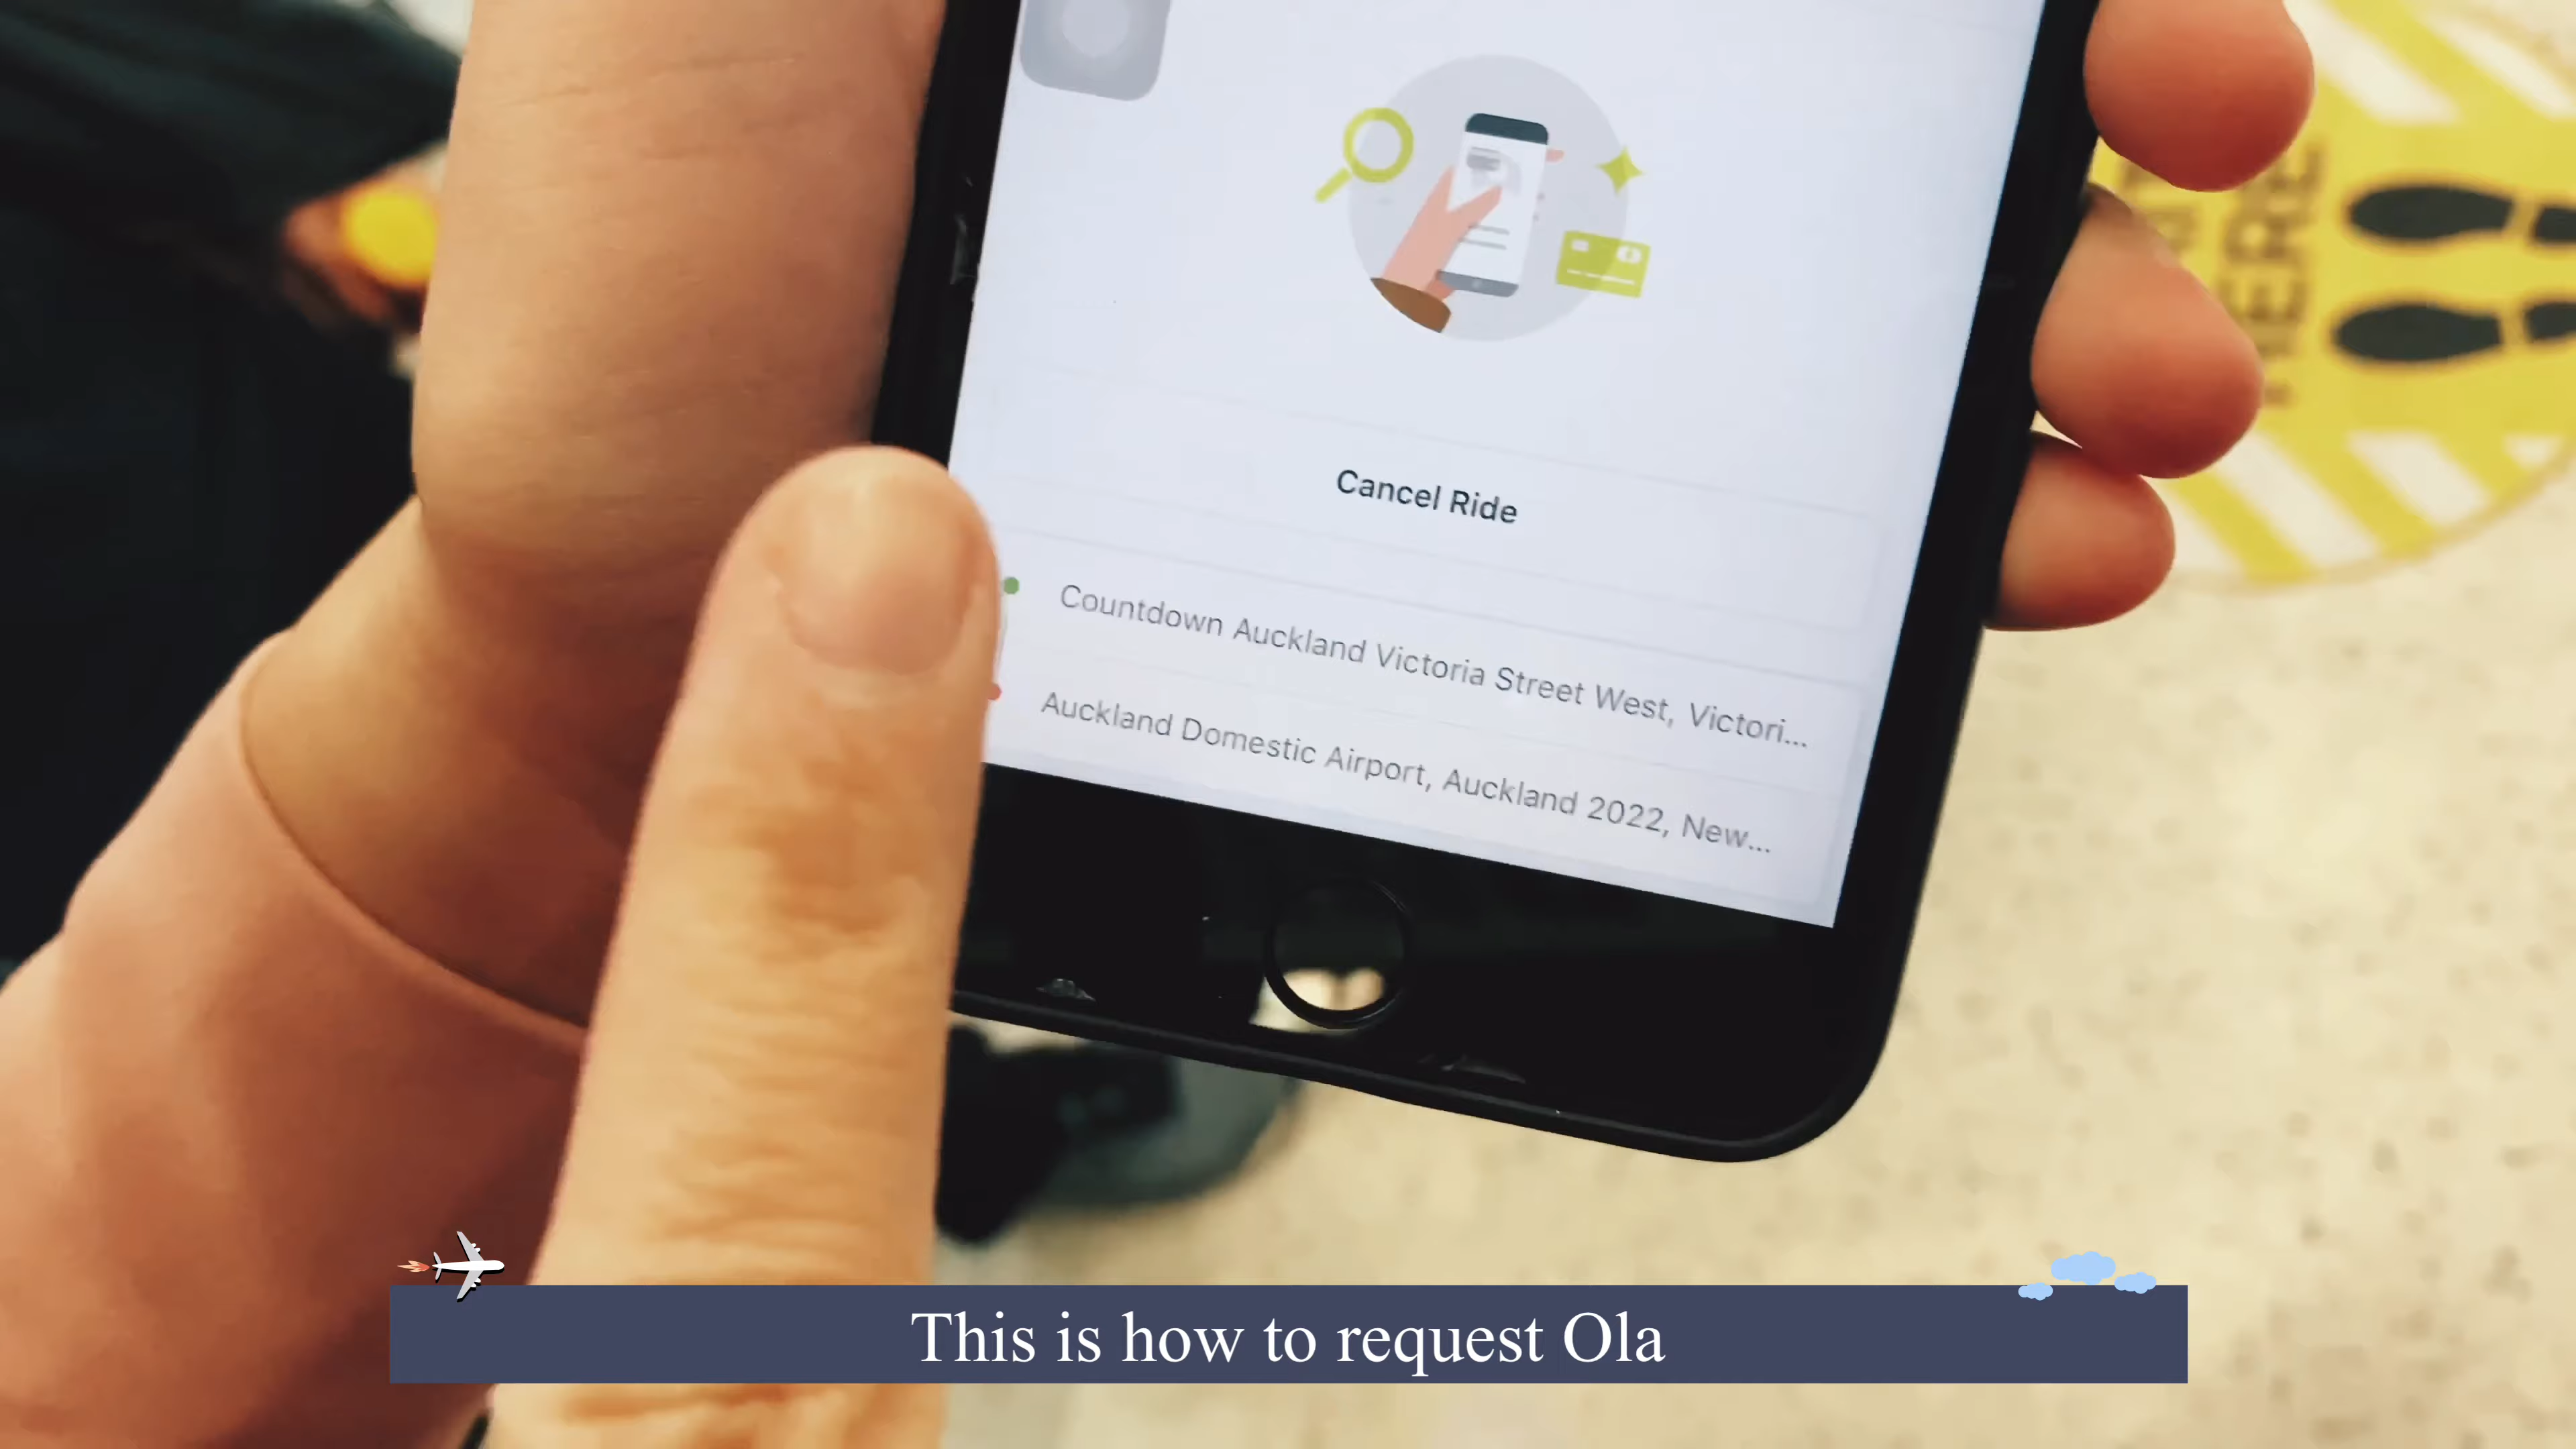 Cancel Ride
Countdown Auckland Victoria Street West, Victori...
Auckland Domestic Airport, Auckland 2022, New...
HERE
This is how to request Ola